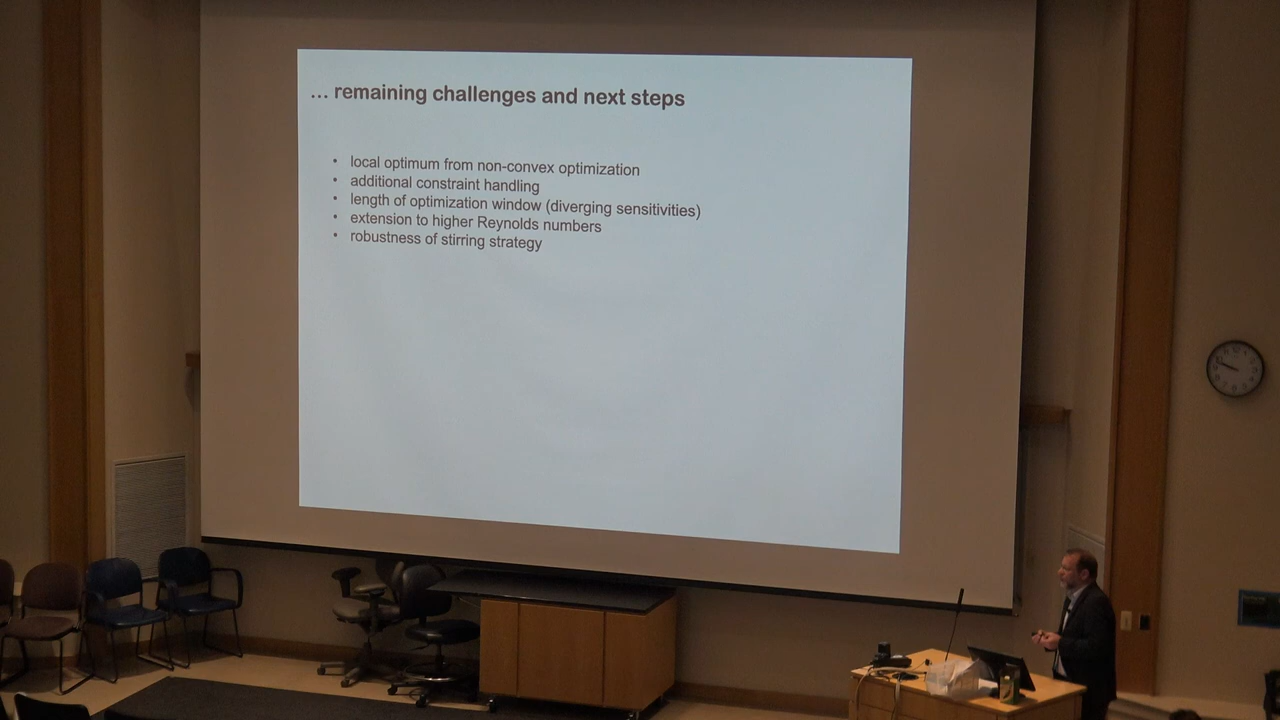 ... remaining challenges and next steps
• local optimum from non-convex optimization
• additional constraint handling
• length of optimization window (diverging sensitivities)
• extension to higher Reynolds numbers
• robustness of stirring strategy